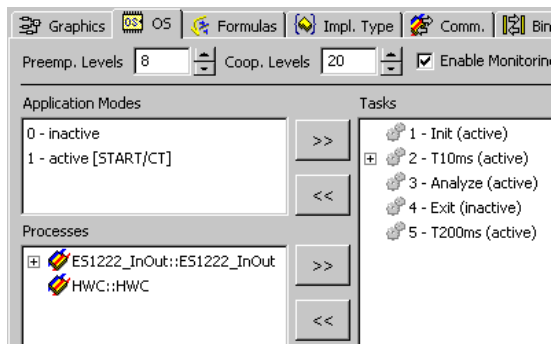 Graphics OS Formulas Impl. Type Comm. Bin
Preemp. Levels 8 Coop. Levels 20 Enable Monitoring
Application Modes
0 - inactive
1 - active [START/CT]
>>
<<
Tasks
1 - Init (active)
2 - T10ms (active)
3 - Analyze (active)
4 - Exit (inactive)
5 - T200ms (active)
Processes
ES1222_InOut::ES1222_InOut
HWC::HWC
>>
<<